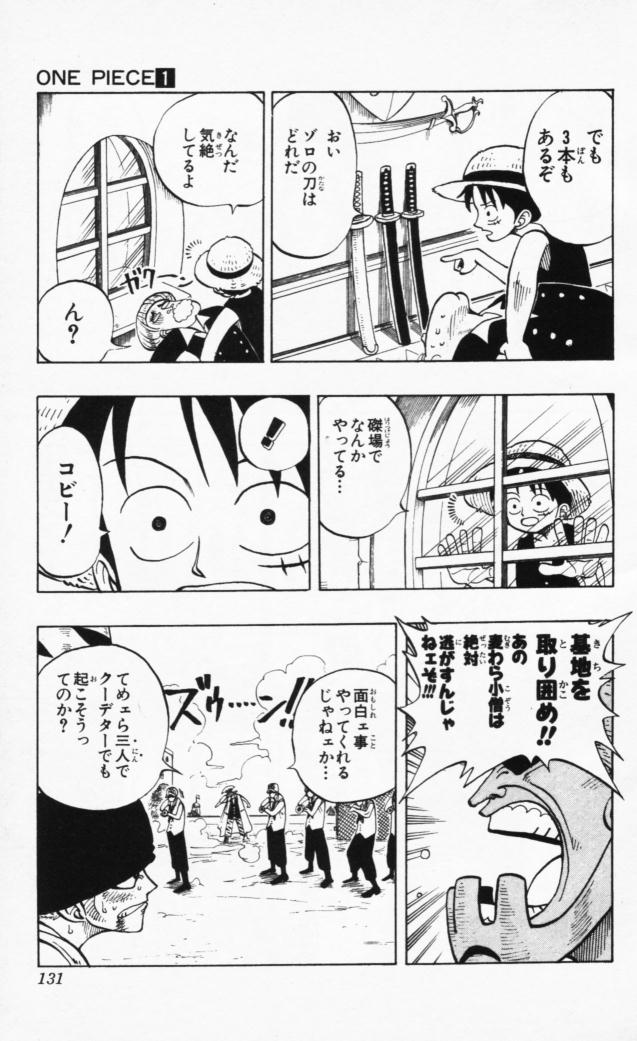 ONE PIECE 1
でも
3本も
あるぞ
おい
ゾロの刀は
どれだ
なんだ
気絶
してるよ
ガクーン
ん?
磔場で
なんか
やってる…
!
コビー!
墓地を
取り囲め!!
あの
麦わら小僧は
絶対
逃がすんじゃ
ねェぞ!!!
ズゥ‥‥ン!!
面白ェ事
やってくれる
じゃねェか…
てめェら三人で
クーデターでも
起こそうっ
てのか?
131